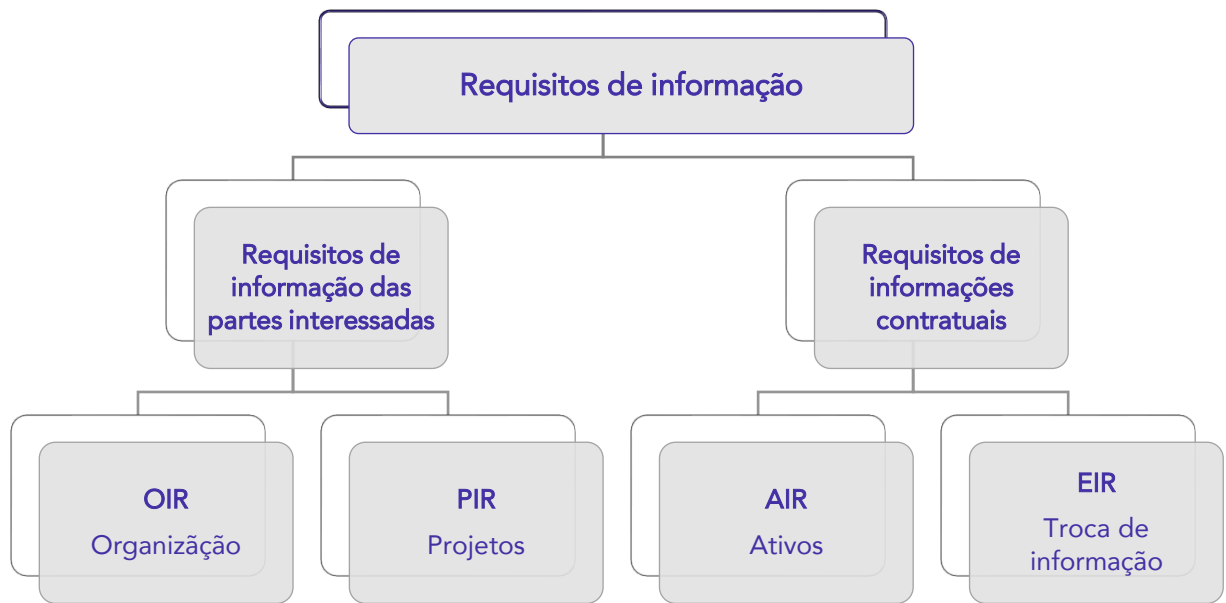 Requisitos de informação
Requisitos de
informação das
partes interessadas
Requisitos de
informações
contratuais
OIR
Organizãção
PIR
Projetos
AIR
Ativos
EIR
Troca de
informação